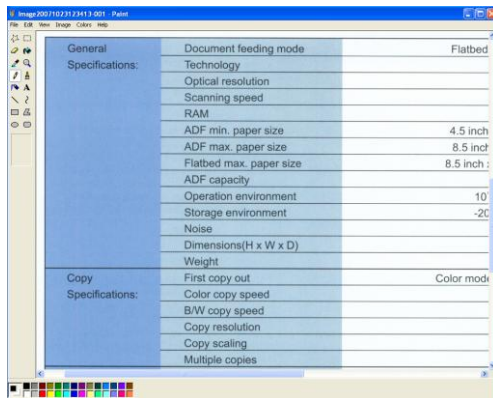 Image20071023123413-001 - Paint
File Edit View Image Colors Help
General Document feeding mode Flatbed
Specifications: Technology
Optical resolution
Scanning speed
RAM
ADF min. paper size 4.5 inch
ADF max. paper size 8.5 inch
Flatbed max. paper size 8.5 inch :
ADF capacity
Operation environment 10
Storage environment -20
Noise
Dimensions(H x W x D)
Weight
Copy First copy out Color mode
Specifications: Color copy speed
B/W copy speed
Copy resolution
Copy scaling
Multiple copies